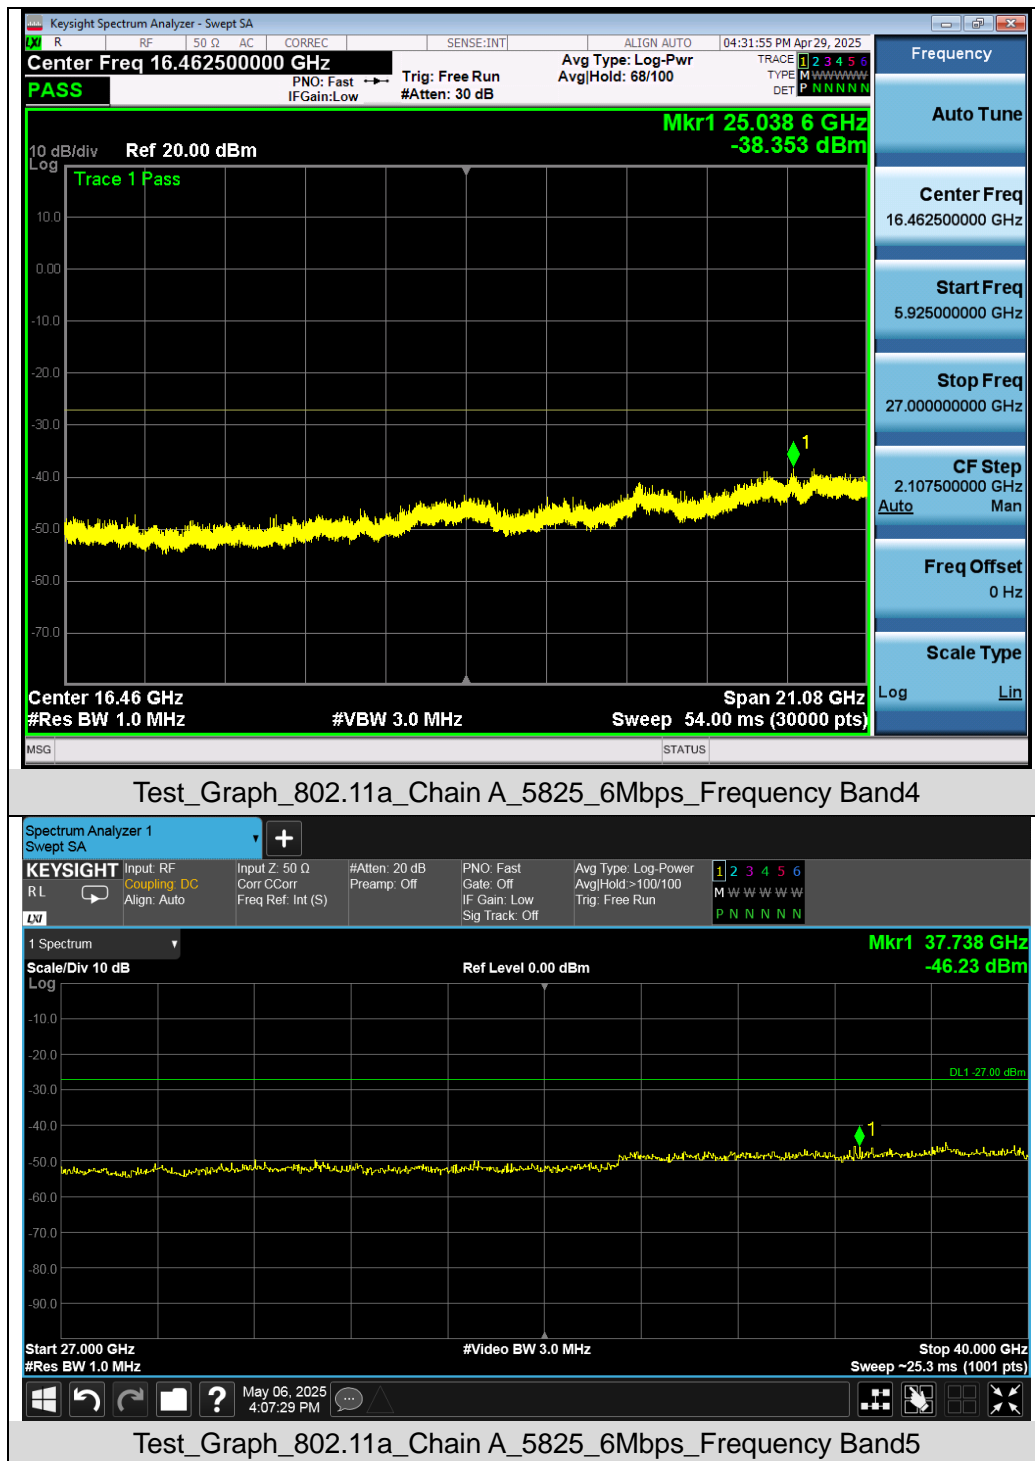 Keysight Spectrum Analyzer - Swept SA
LXI R RF 50 Ω AC CORREC SENSE:INT ALIGN AUTO 04:31:55 PM Apr 29, 2025
Center Freq 16.462500000 GHz
PASS
PNO: Fast
IFGain:Low
Trig: Free Run
#Atten: 30 dB
Avg Type: Log-Pwr
Avg|Hold: 68/100
TRACE 1 2 3 4 5 6
TYPE M W W W W W
DET P N N N N N
Mkr1 25.038 6 GHz
-38.353 dBm
10 dB/div Ref 20.00 dBm
Log
Trace 1 Pass
10.0
0.00
-10.0
-20.0
-30.0
1
-40.0
-50.0
-60.0
-70.0
Center 16.46 GHz Span 21.08 GHz
#Res BW 1.0 MHz #VBW 3.0 MHz Sweep 54.00 ms (30000 pts)
MSG STATUS
Frequency
Auto Tune
Center Freq
16.462500000 GHz
Start Freq
5.925000000 GHz
Stop Freq
27.000000000 GHz
CF Step
2.107500000 GHz
Auto Man
Freq Offset
0 Hz
Scale Type
Log Lin
Test_Graph_802.11a_Chain A_5825_6Mbps_Frequency Band4
Spectrum Analyzer 1
Swept SA
+
KEYSIGHT
RL
LXI
Input: RF
Coupling: DC
Align: Auto
Input Z: 50 Ω
Corr CCorr
Freq Ref: Int (S)
#Atten: 20 dB
Preamp: Off
PNO: Fast
Gate: Off
IF Gain: Low
Sig Track: Off
Avg Type: Log-Power
Avg|Hold:>100/100
Trig: Free Run
1 2 3 4 5 6
M W W W W W
P N N N N N
1 Spectrum
Mkr1 37.738 GHz
-46.23 dBm
Scale/Div 10 dB Ref Level 0.00 dBm
Log
-10.0
-20.0
DL1 -27.00 dBm
-30.0
-40.0
1
-50.0
-60.0
-70.0
-80.0
-90.0
Start 27.000 GHz #Video BW 3.0 MHz Stop 40.000 GHz
#Res BW 1.0 MHz Sweep ~25.3 ms (1001 pts)
?
May 06, 2025
4:07:29 PM
Test_Graph_802.11a_Chain A_5825_6Mbps_Frequency Band5